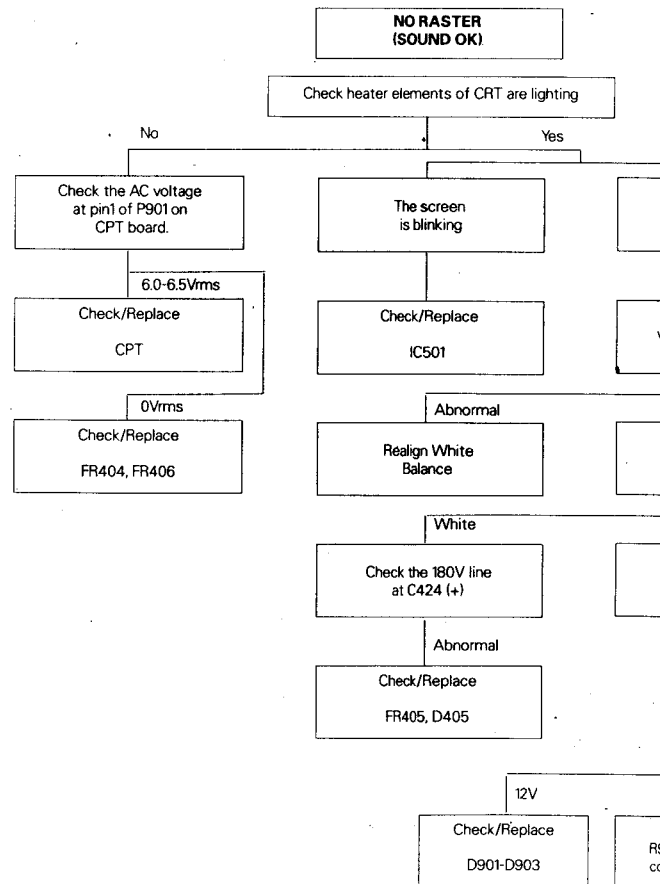 NO RASTER
(SOUND OK)
Check heater elements of CRT are lighting
No
Yes
Check the AC voltage
at pin1 of P901 on
CPT board.
The screen
is blinking
6.0-6.5Vrms
Check/Replace
CPT
Check/Replace
IC501
0Vrms
Abnormal
Check/Replace
FR404, FR406
Realign White
Balance
White
Check the 180V line
at C424 (+)
Abnormal
Check/Replace
FR405, D405
12V
Check/Replace
D901-D903